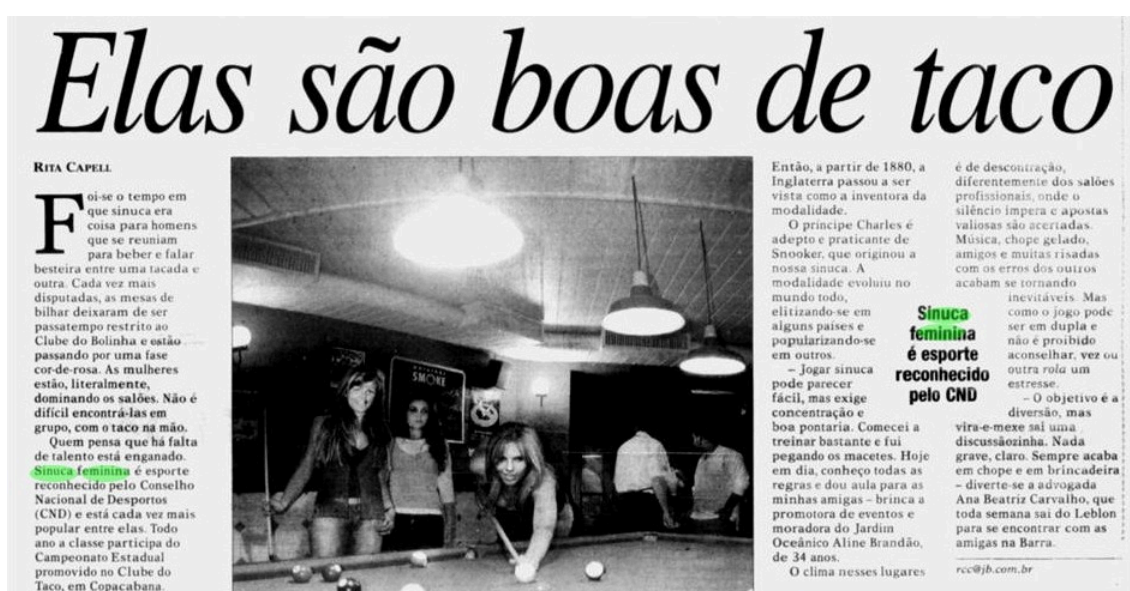 Elas são boas de taco
RITA CAPELL
Foi-se o tempo em
que sinuca era
coisa para homens
que se reuniam
para beber e falar
besteira entre uma tacada e
outra. Cada vez mais
disputadas, as mesas de
bilhar deixaram de ser
passatempo restrito ao
Clube do Bolinha e estão
passando por uma fase
cor-de-rosa. As mulheres
estão, literalmente,
dominando os salões. Não é
difícil encontrá-las em
grupo, com o taco na mão.
Quem pensa que há falta
de talento está enganado.
Sinuca feminina é esporte
reconhecido pelo Conselho
Nacional de Desportos
(CND) e está cada vez mais
popular entre elas. Todo
ano a classe participa do
Campeonato Estadual
promovido no Clube do
Taco, em Copacabana.
SMOKE
Então, a partir de 1880, a
Inglaterra passou a ser
vista como a inventora da
modalidade.
O príncipe Charles é
adepto e praticante de
Snooker, que originou a
nossa sinuca. A
modalidade evoluiu no
mundo todo,
elitizando-se em
alguns países e
popularizando-se
em outros.
– Jogar sinuca
pode parecer
fácil, mas exige
concentração e
boa pontaria. Comecei a
treinar bastante e fui
pegando os macetes. Hoje
em dia, conheço todas as
regras e dou aula para as
minhas amigas – brinca a
promotora de eventos e
moradora do Jardim
Oceânico Aline Brandão,
de 34 anos.
O clima nesses lugares
Sinuca
feminina
é esporte
reconhecido
pelo CND
é de descontração,
diferentemente dos salões
profissionais, onde o
silêncio impera e apostas
valiosas são acertadas.
Música, chope gelado,
amigos e muitas risadas
com os erros dos outros
acabam se tornando
inevitáveis. Mas
como o jogo pode
ser em dupla e
não é proibido
aconselhar, vez ou
outra rola um
estresse.
– O objetivo é a
diversão, mas
vira-e-mexe sai uma
discussãozinha. Nada
grave, claro. Sempre acaba
em chope e em brincadeira
– diverte-se a advogada
Ana Beatriz Carvalho, que
toda semana sai do Leblon
para se encontrar com as
amigas na Barra.
rcc@jb.com.br